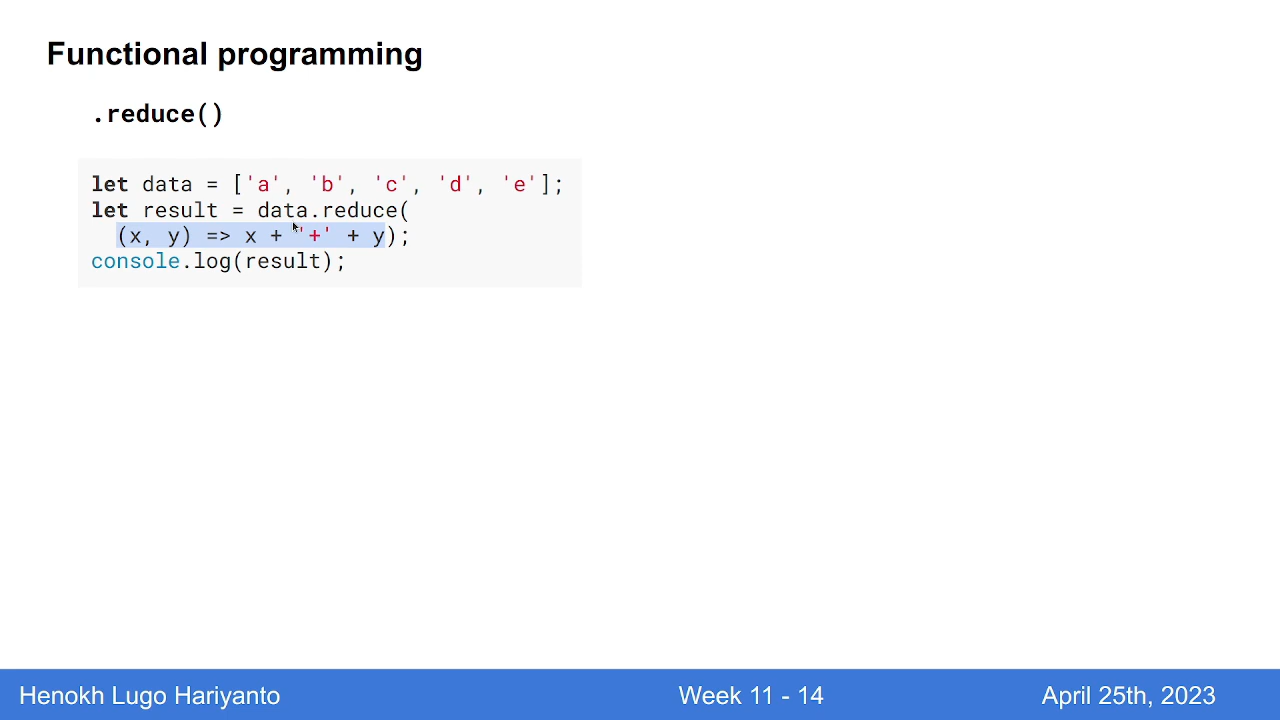 Functional programming
.reduce()
let data = ['a', 'b', 'c', 'd', 'e'];
let result = data.reduce(
(x, y) => x + '+' + y);
console.log(result);
Henokh Lugo Hariyanto Week 11 - 14 April 25th, 2023